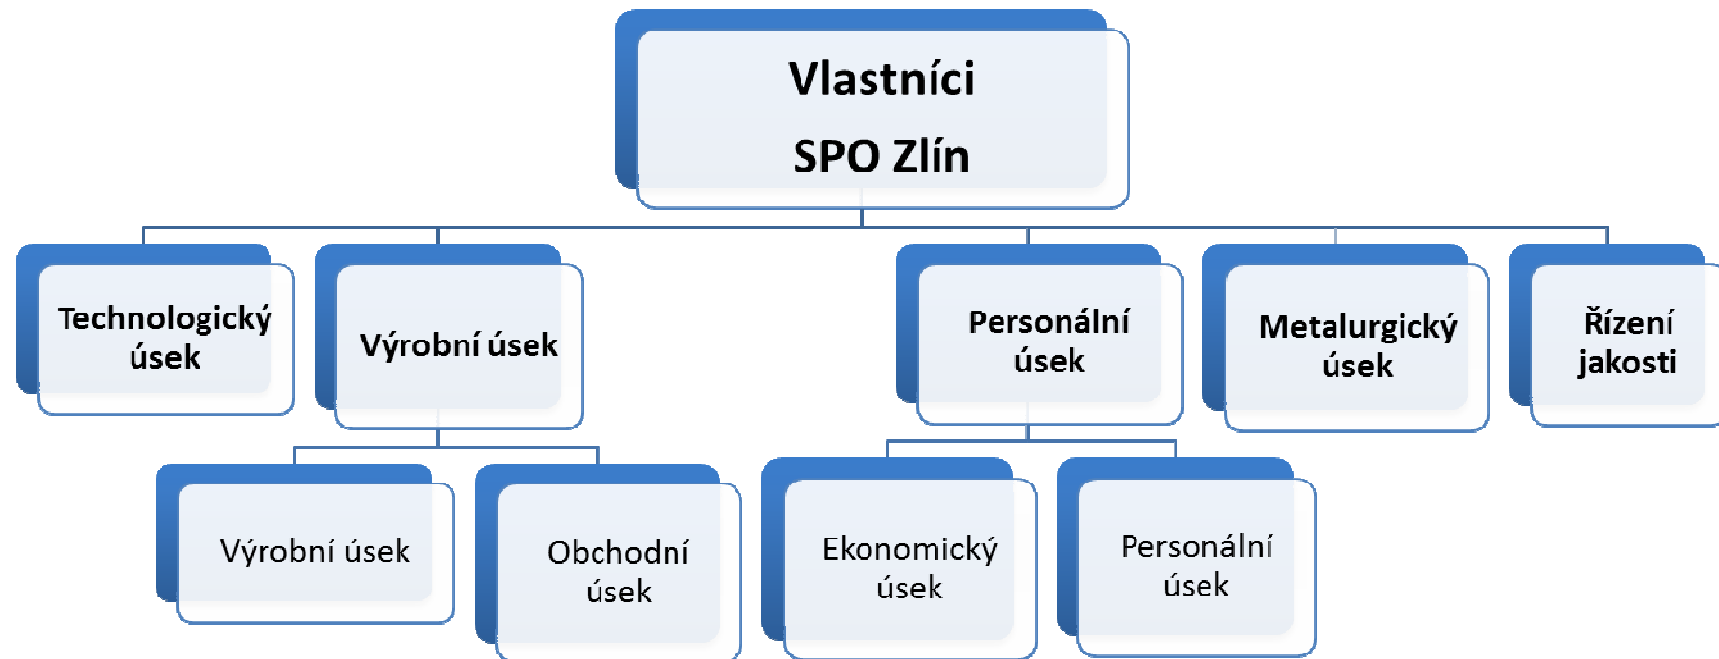 Vlastníci
SPO Zlín
Technologický
úsek
Výrobní úsek
Personální
úsek
Metalurgický
úsek
Řízení
jakosti
Výrobní úsek
Obchodní
úsek
Ekonomický
úsek
Personální
úsek